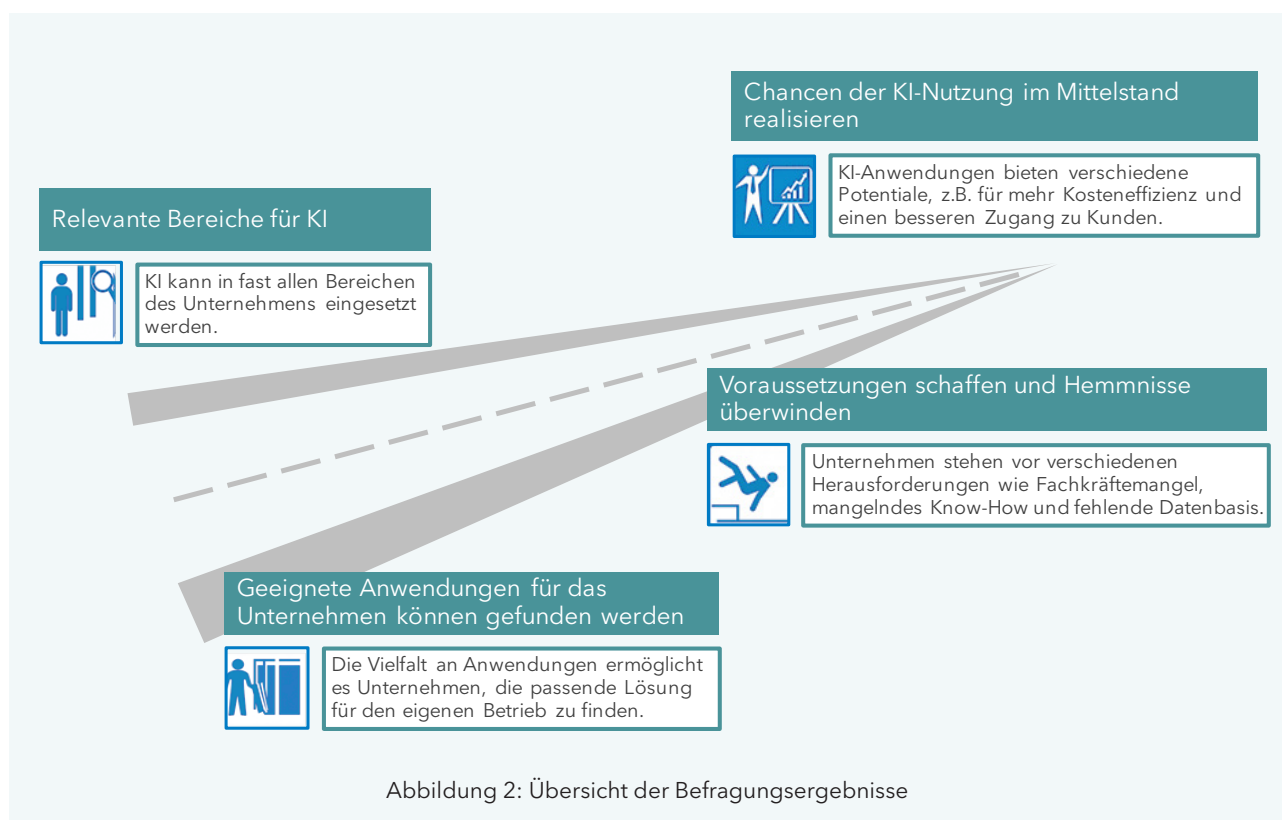 Relevante Bereiche für KI
KI kann in fast allen Bereichen
des Unternehmens eingesetzt
werden.
Geeignete Anwendungen für das
Unternehmen können gefunden werden
Die Vielfalt an Anwendungen ermöglicht
es Unternehmen, die passende Lösung
für den eigenen Betrieb zu finden.
Voraussetzungen schaffen und Hemmnisse
überwinden
Unternehmen stehen vor verschiedenen
Herausforderungen wie Fachkräftemangel,
mangelndes Know-How und fehlende Datenbasis.
Chancen der KI-Nutzung im Mittelstand
realisieren
KI-Anwendungen bieten verschiedene
Potentiale, z.B. für mehr Kosteneffizienz und
einen besseren Zugang zu Kunden.
Abbildung 2: Übersicht der Befragungsergebnisse